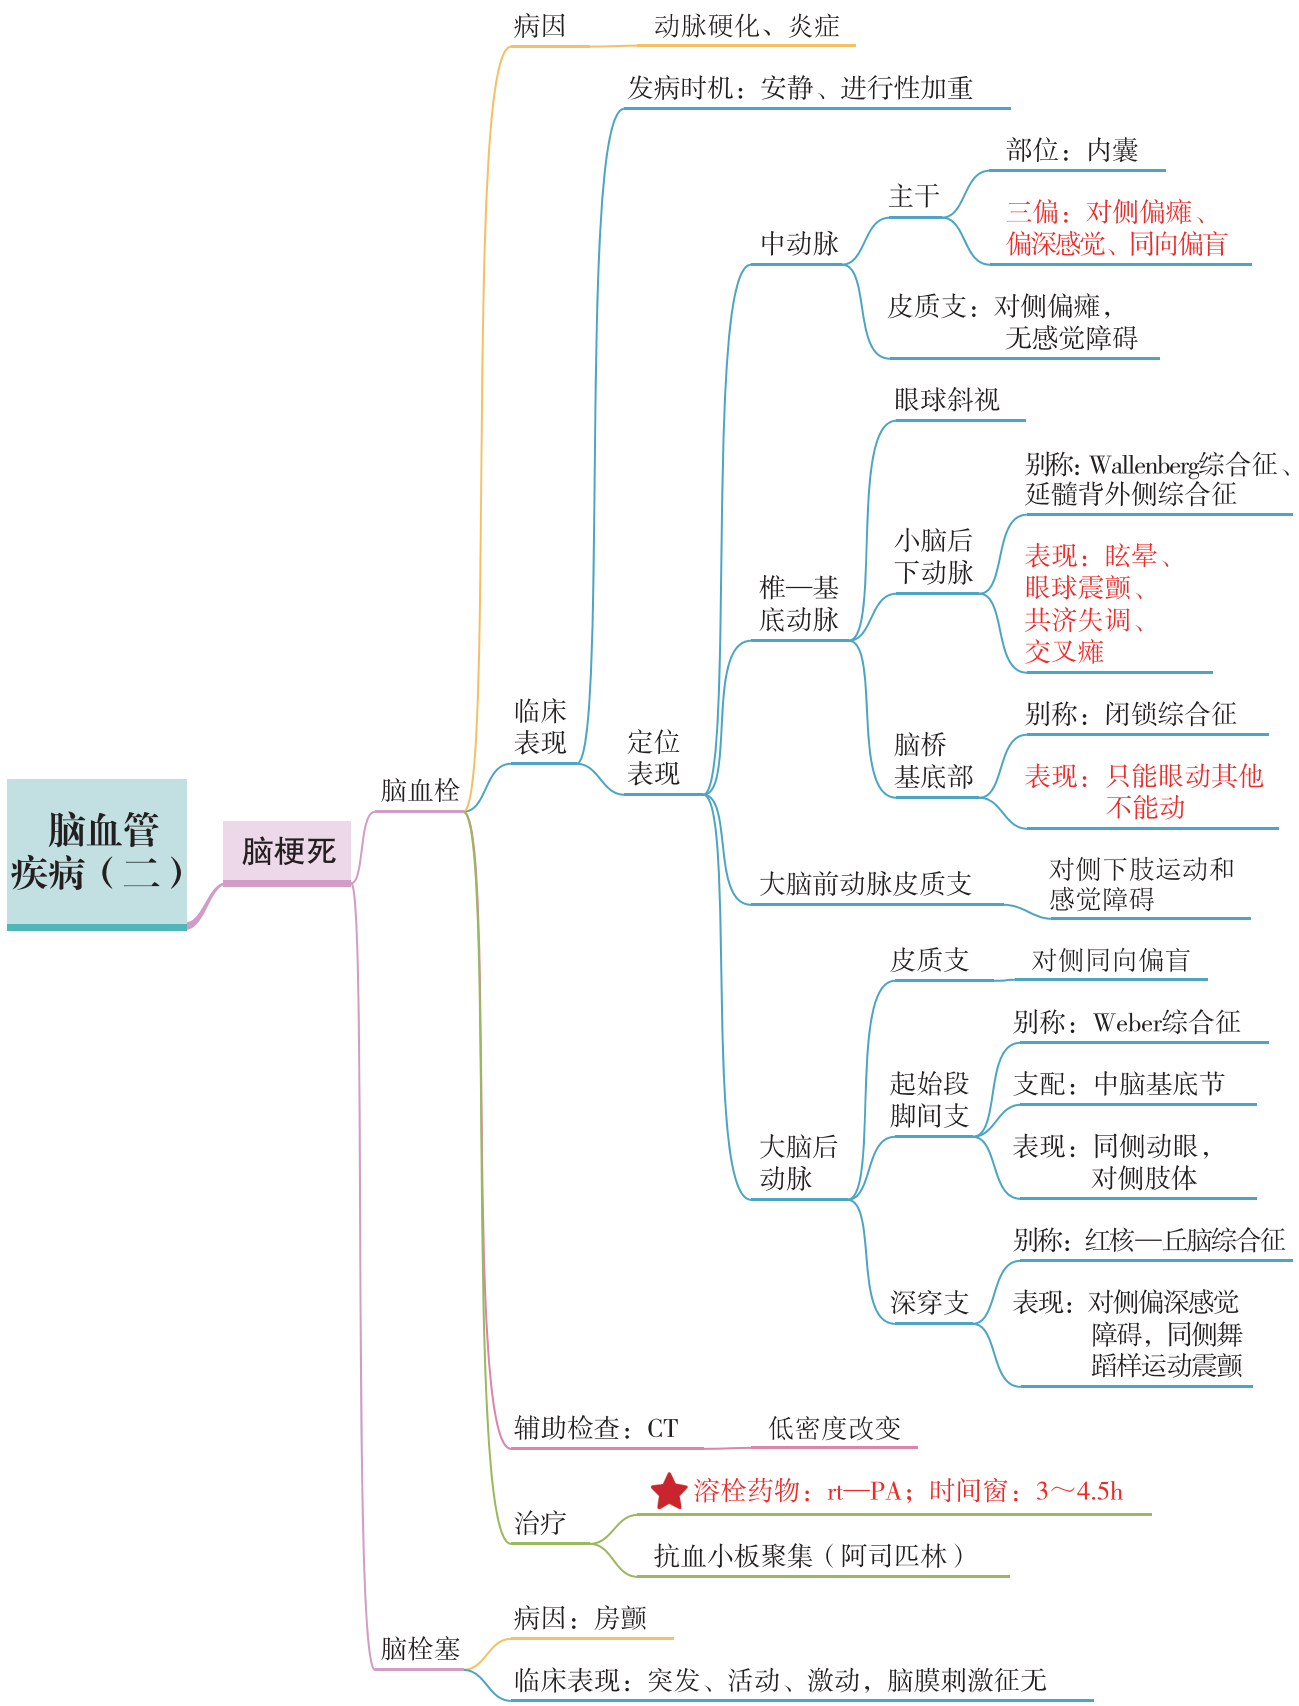 脑血管
疾病（二）
脑梗死
脑血栓
病因
动脉硬化、炎症
临床
表现
发病时机：安静、进行性加重
定位
表现
中动脉
主干
部位：内囊
三偏：对侧偏瘫、
偏深感觉、同向偏盲
皮质支：对侧偏瘫，
无感觉障碍
椎—基
底动脉
眼球斜视
小脑后
下动脉
别称：Wallenberg综合征、
延髓背外侧综合征
表现：眩晕、
眼球震颤、
共济失调、
交叉瘫
脑桥
基底部
别称：闭锁综合征
表现：只能眼动其他
不能动
大脑前动脉皮质支
对侧下肢运动和
感觉障碍
大脑后
动脉
皮质支
对侧同向偏盲
起始段
脚间支
别称：Weber综合征
支配：中脑基底节
表现：同侧动眼，
对侧肢体
深穿支
别称：红核—丘脑综合征
表现：对侧偏深感觉
障碍，同侧舞
蹈样运动震颤
辅助检查：CT
低密度改变
治疗
溶栓药物：rt—PA；时间窗：3～4.5h
抗血小板聚集（阿司匹林）
脑栓塞
病因：房颤
临床表现：突发、活动、激动，脑膜刺激征无